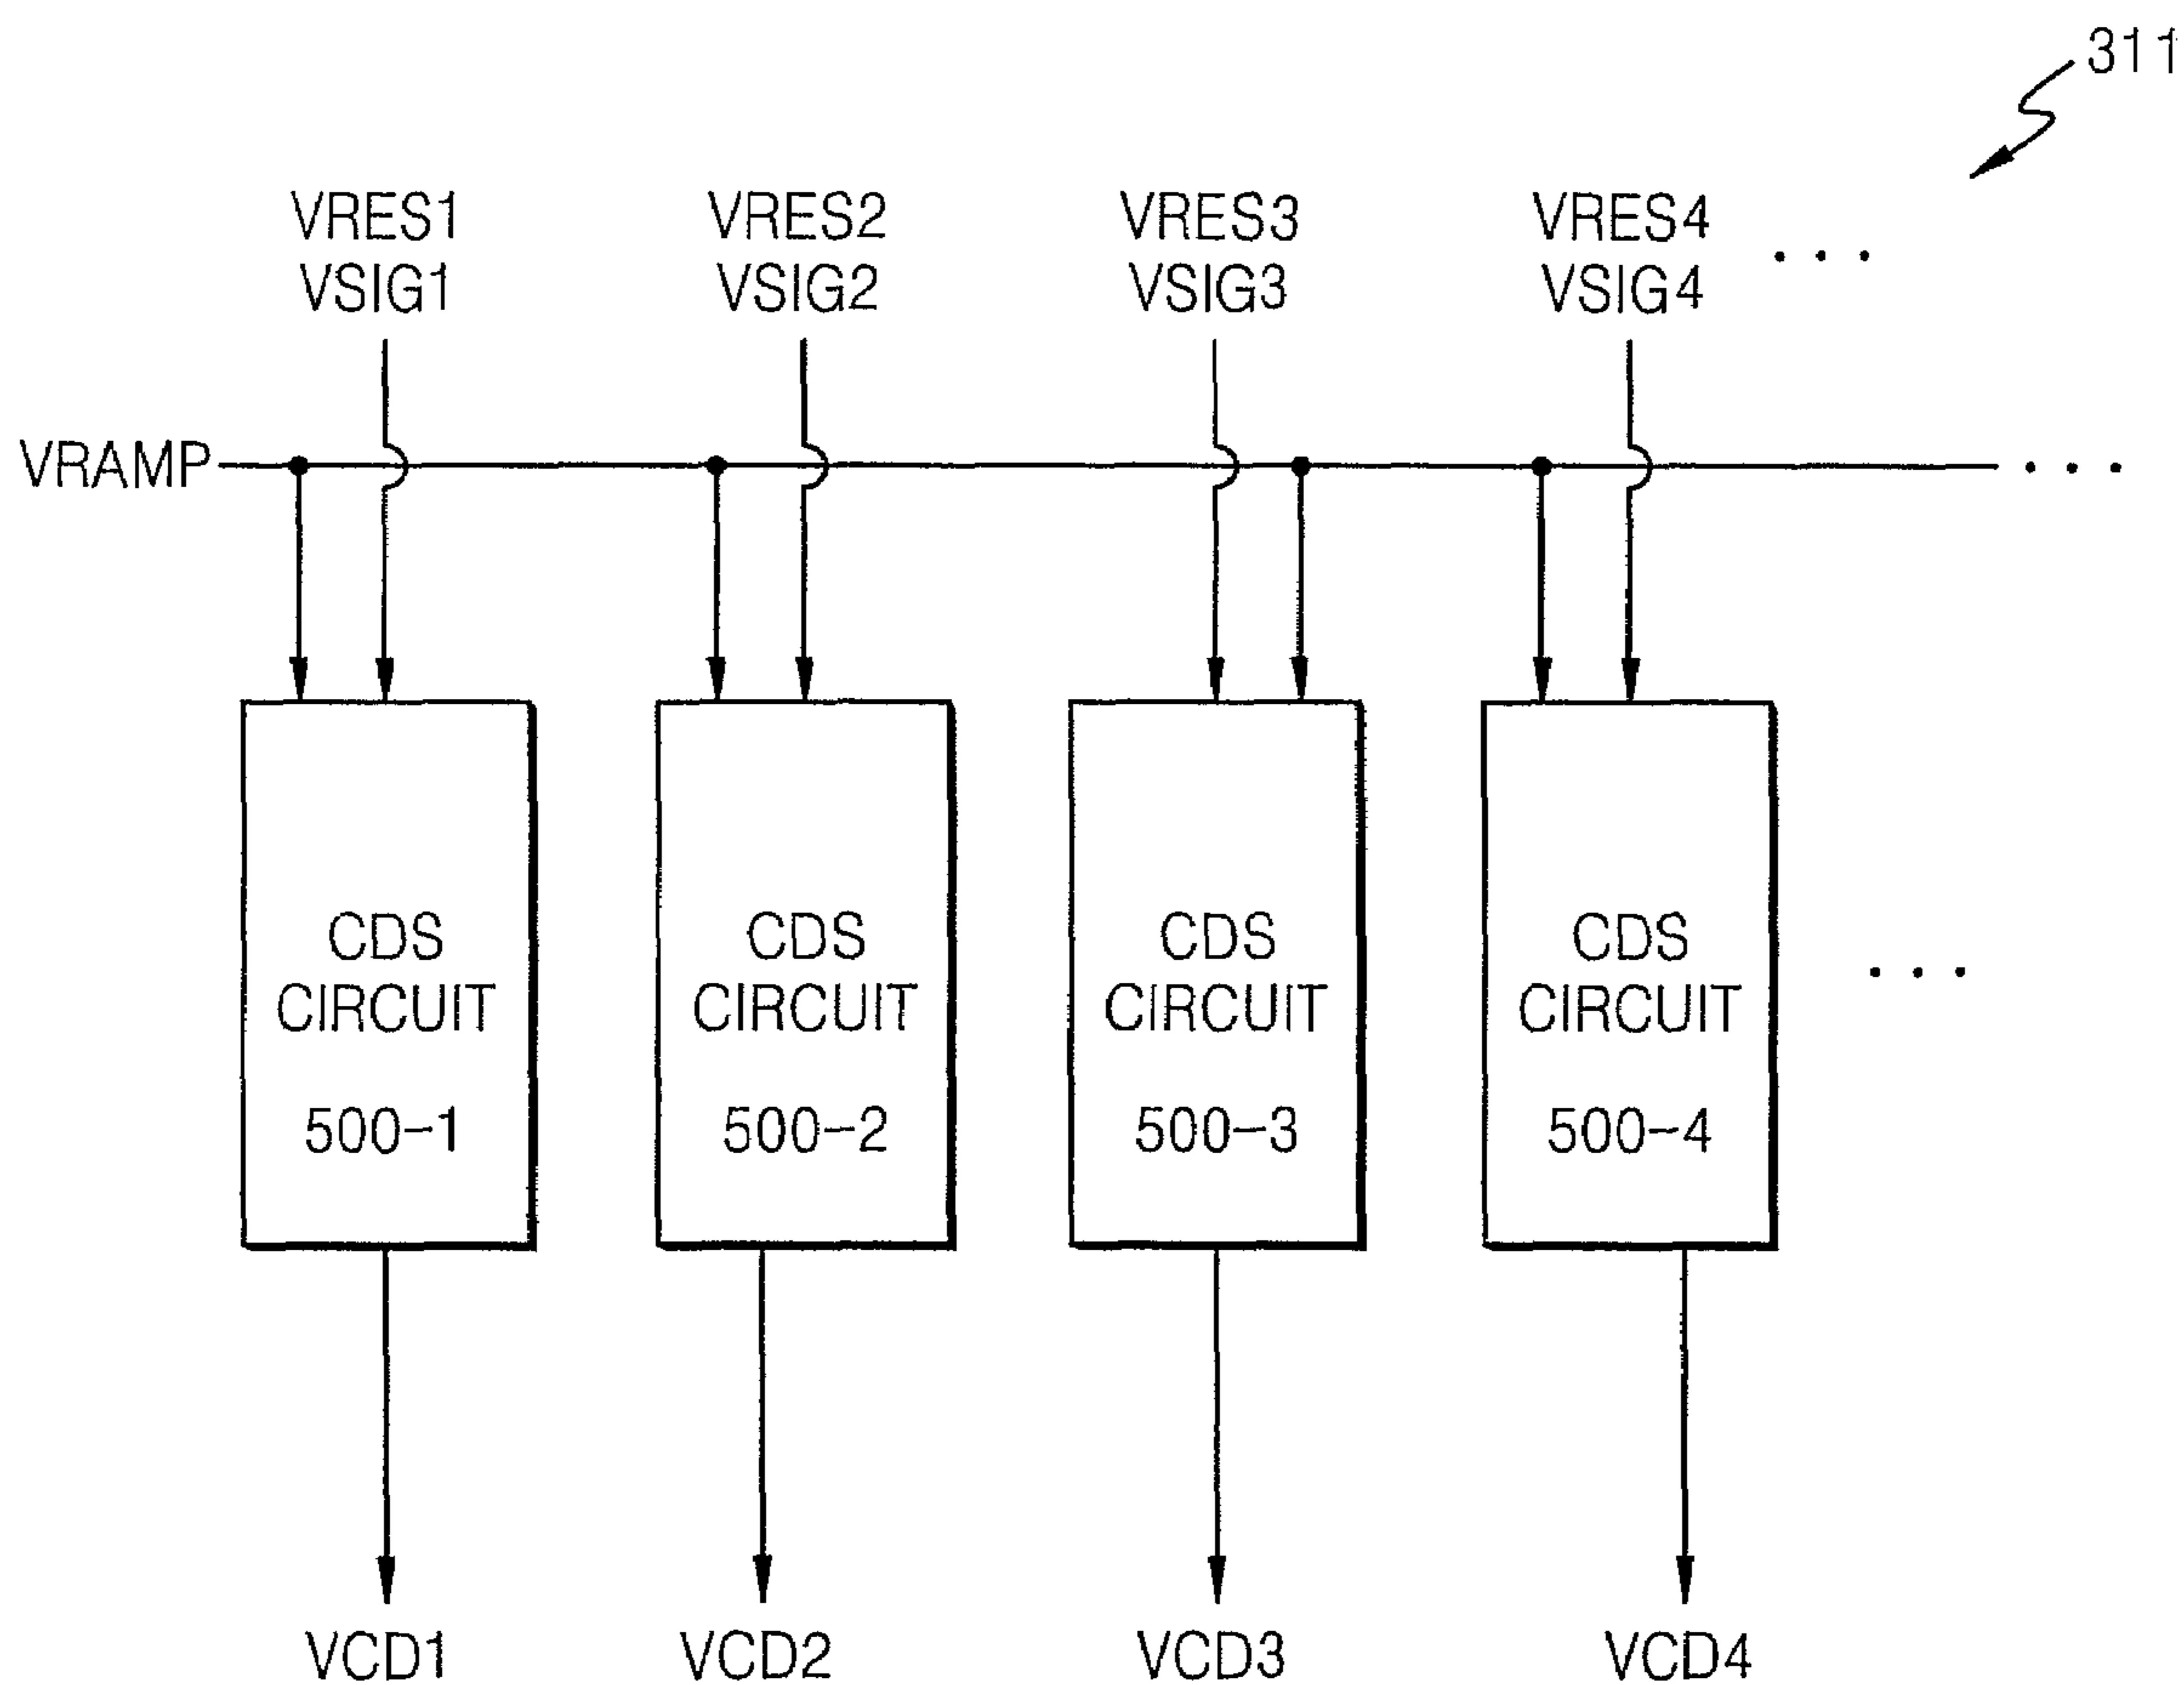 311
VRES1 VRES2 VRES3 VRES4 . . .
VSIG1 VSIG2 VSIG3 VSIG4
VRAMP . . .
CDS CDS CDS CDS
CIRCUIT CIRCUIT CIRCUIT CIRCUIT . . .
500-1 500-2 500-3 500-4
VCD1 VCD2 VCD3 VCD4